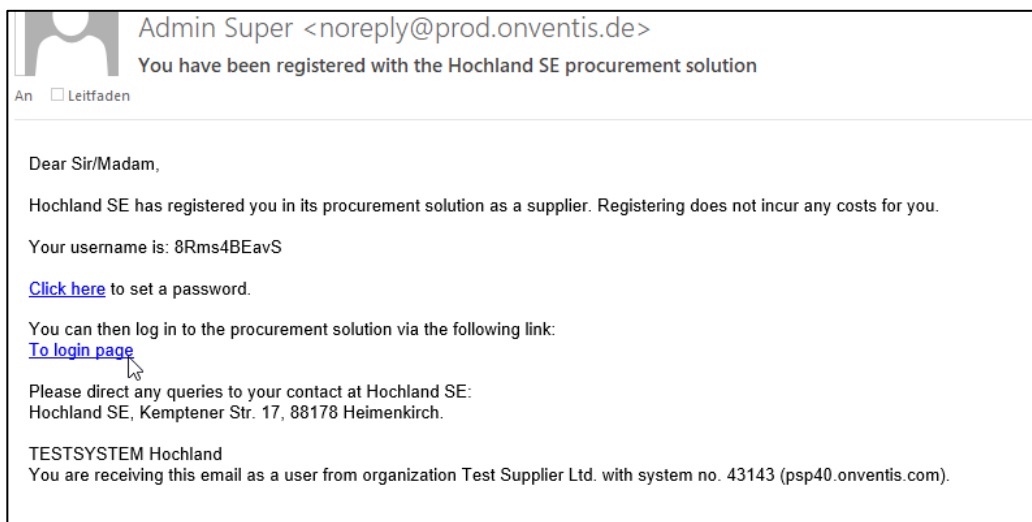 Admin Super <noreply@prod.onventis.de>
You have been registered with the Hochland SE procurement solution
An Leitfaden
Dear Sir/Madam,
Hochland SE has registered you in its procurement solution as a supplier. Registering does not incur any costs for you.
Your username is: 8Rms4BEavS
Click here to set a password.
You can then log in to the procurement solution via the following link:
To login page
Please direct any queries to your contact at Hochland SE:
Hochland SE, Kemptener Str. 17, 88178 Heimenkirch.
TESTSYSTEM Hochland
You are receiving this email as a user from organization Test Supplier Ltd. with system no. 43143 (psp40.onventis.com).